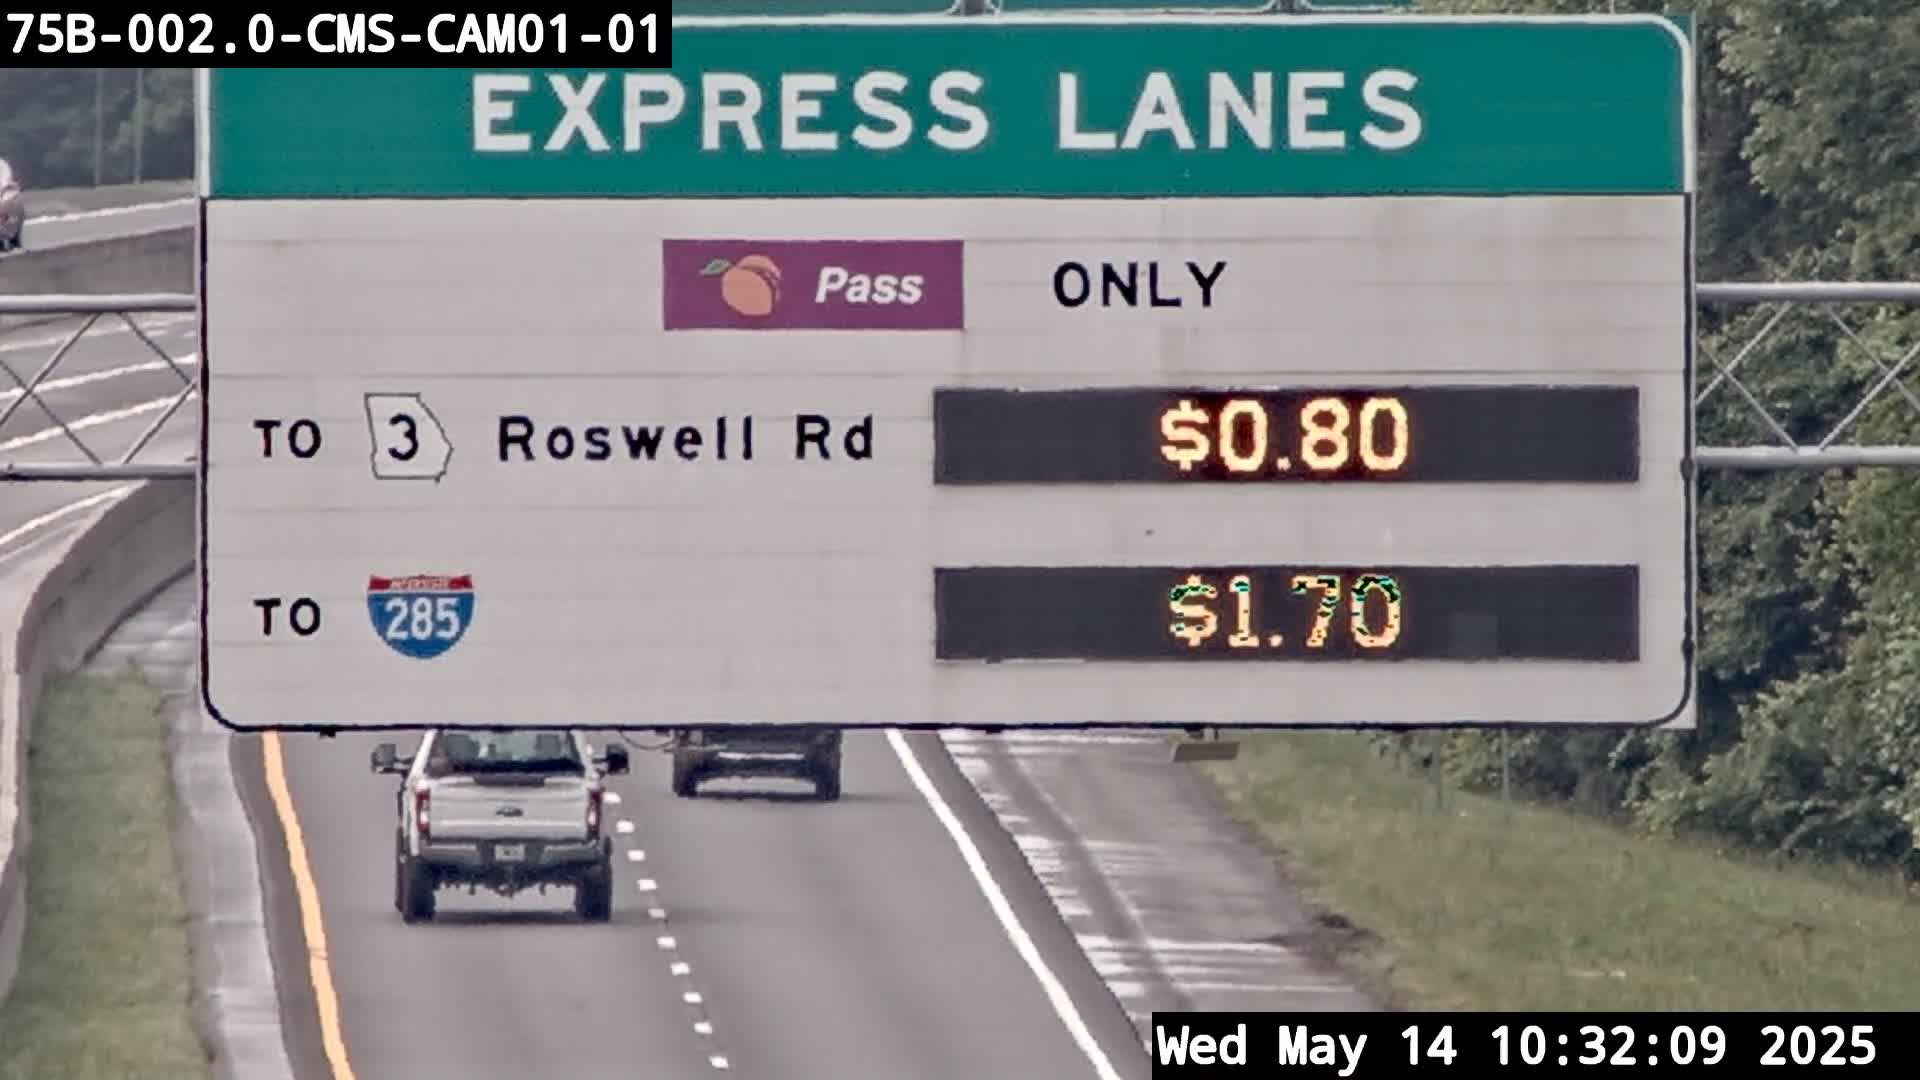 75B-002.0-CMS-CAM01-01
EXPRESS LANES
Pass ONLY
TO 3 Roswell Rd $0.80
INTERSTATE
TO 285 $1.70
Wed May 14 10:32:09 2025